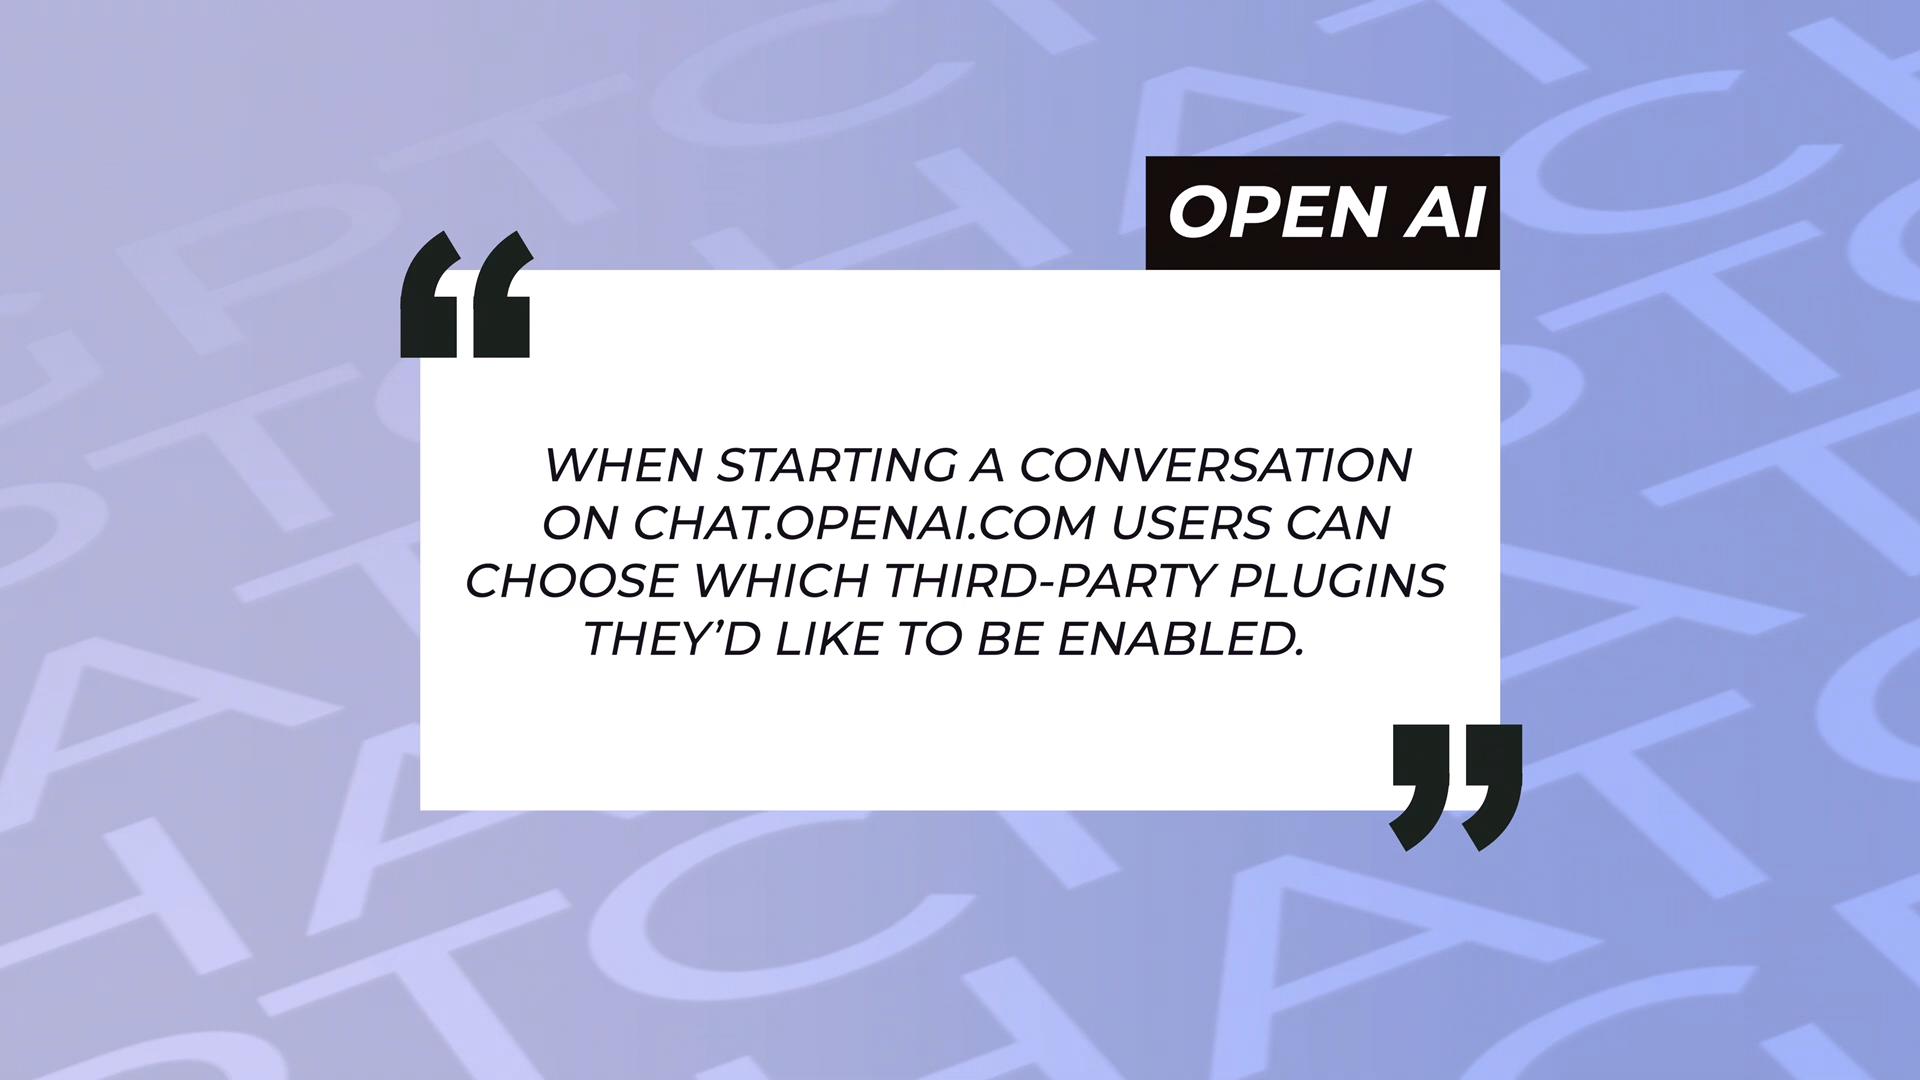 OPEN AI
“
WHEN STARTING A CONVERSATION
ON CHAT.OPENAI.COM USERS CAN
CHOOSE WHICH THIRD-PARTY PLUGINS
THEY’D LIKE TO BE ENABLED.
”